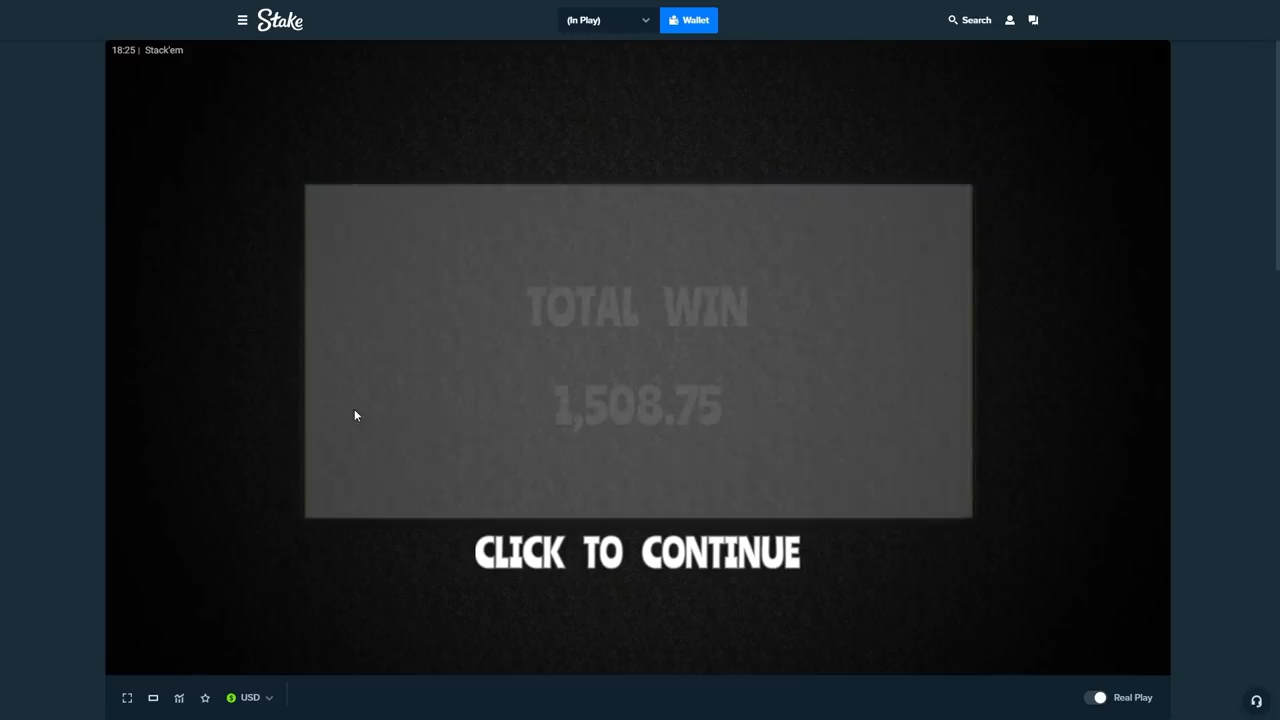 Stake
(In Play)
Wallet
Search
18:25 | Stack'em
TOTAL WIN
1,508.75
CLICK TO CONTINUE
USD
Real Play